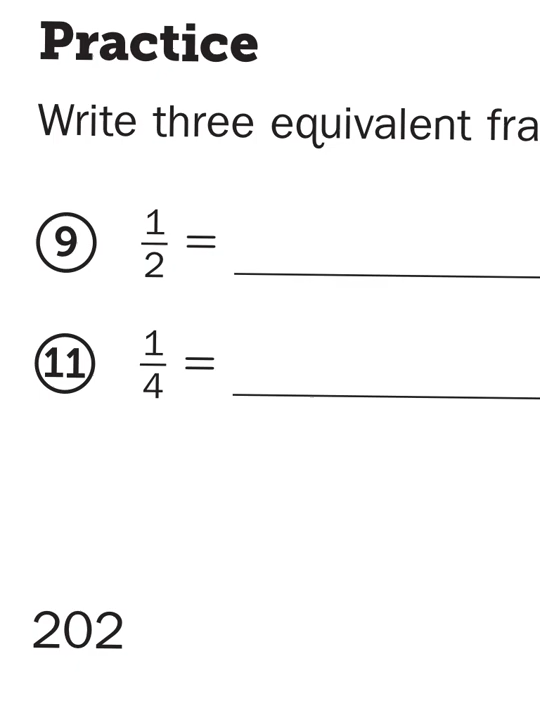 Practice
Write three equivalent fra
9 1/2 =
11 1/4 =
202